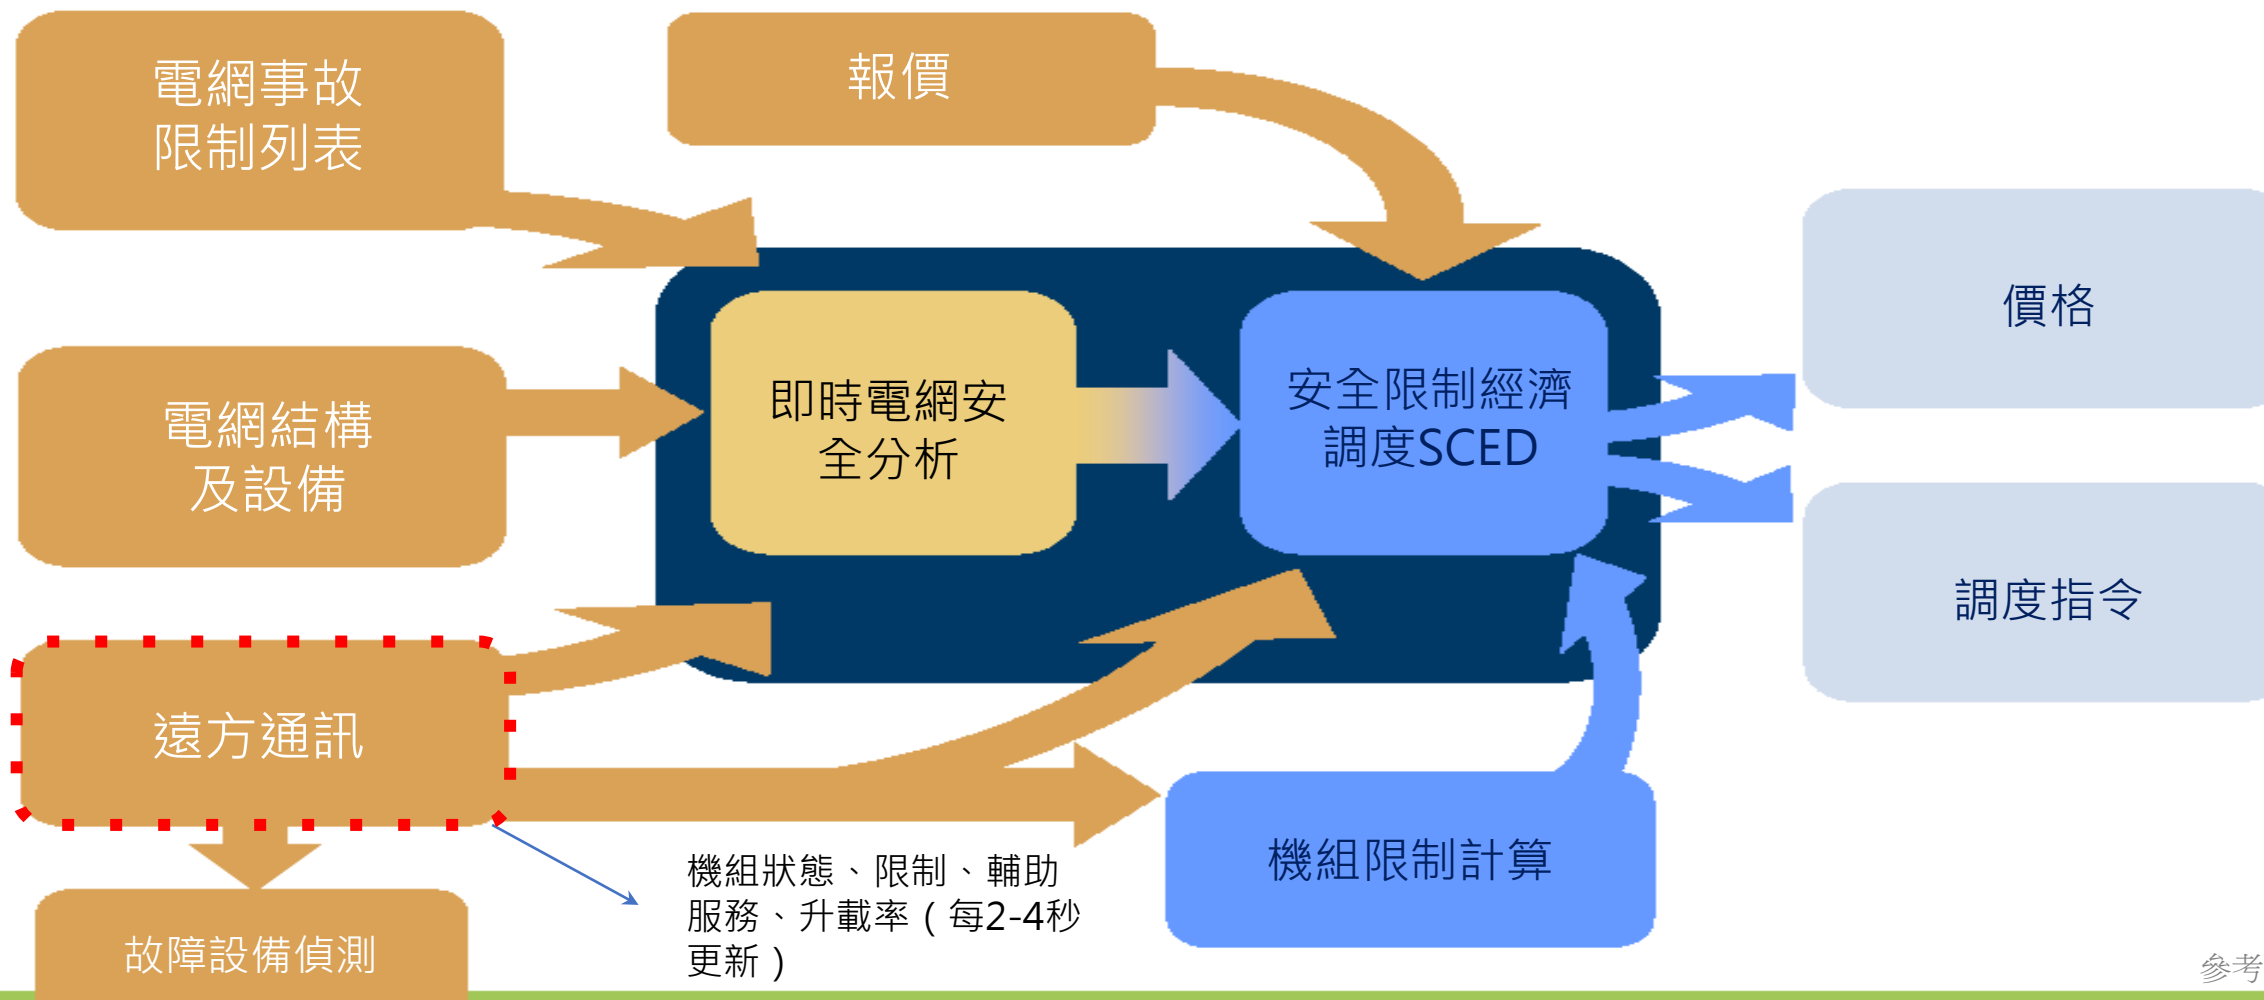 電網事故
限制列表
報價
電網結構
及設備
即時電網安
全分析
安全限制經濟
調度SCED
價格
調度指令
遠方通訊
機組狀態、限制、輔助
服務、升載率（每2-4秒
更新）
機組限制計算
故障設備偵測
參考